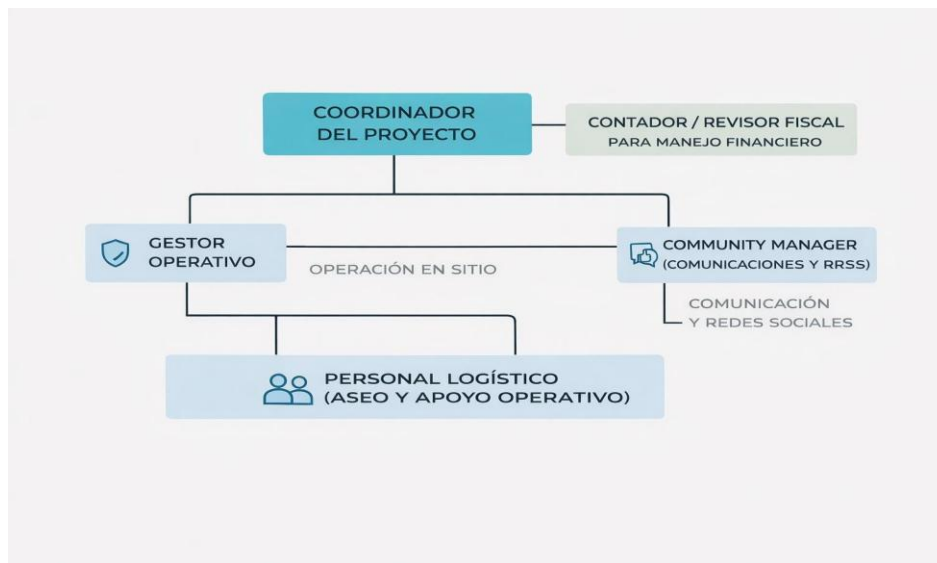 COORDINADOR
DEL PROYECTO
CONTADOR / REVISOR FISCAL
PARA MANEJO FINANCIERO
GESTOR
OPERATIVO
OPERACIÓN EN SITIO
COMMUNITY MANAGER
(COMUNICACIONES Y RRSS)
COMUNICACIÓN
Y REDES SOCIALES
PERSONAL LOGÍSTICO
(ASEO Y APOYO OPERATIVO)